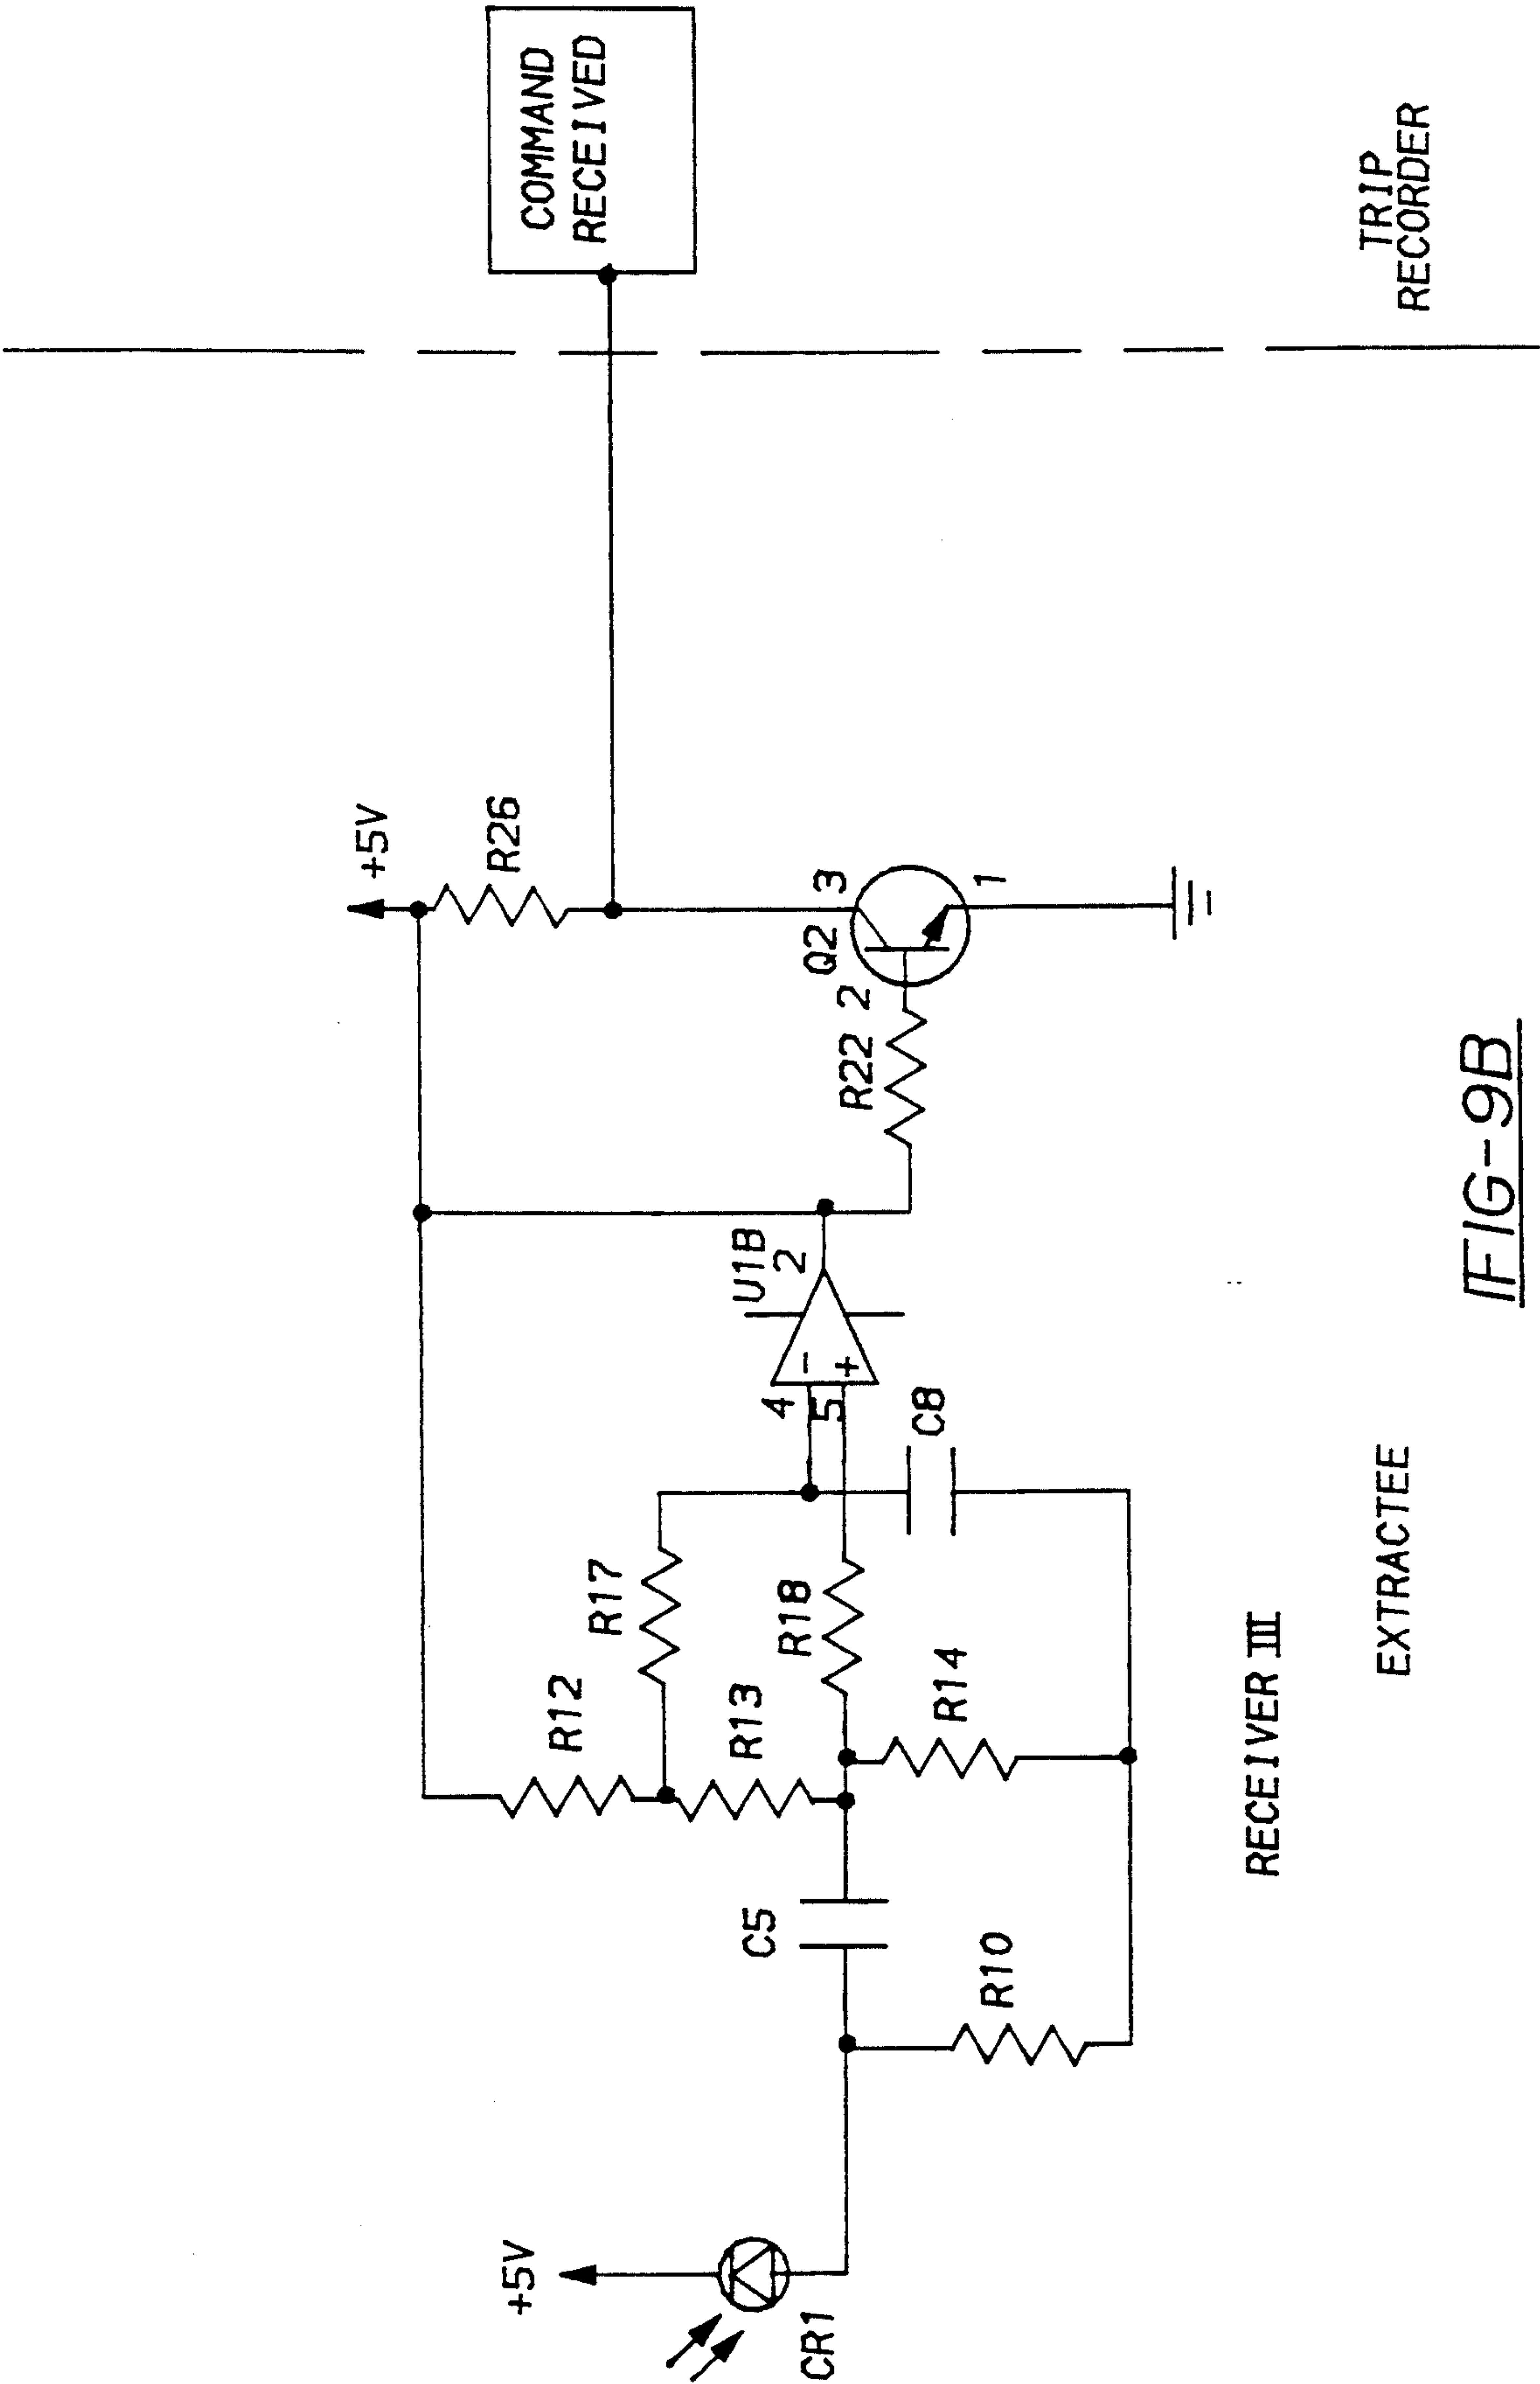 +5V
CR1
C5
R10
R12
R13
R17
R18
R14
4
5
-
+
U1B
2
C8
+5V
R26
R22
2
Q2
3
1
COMMAND
RECEIVED
RECEIVER III
EXTRACTEE
TRIP
RECORDER
FIG-9B